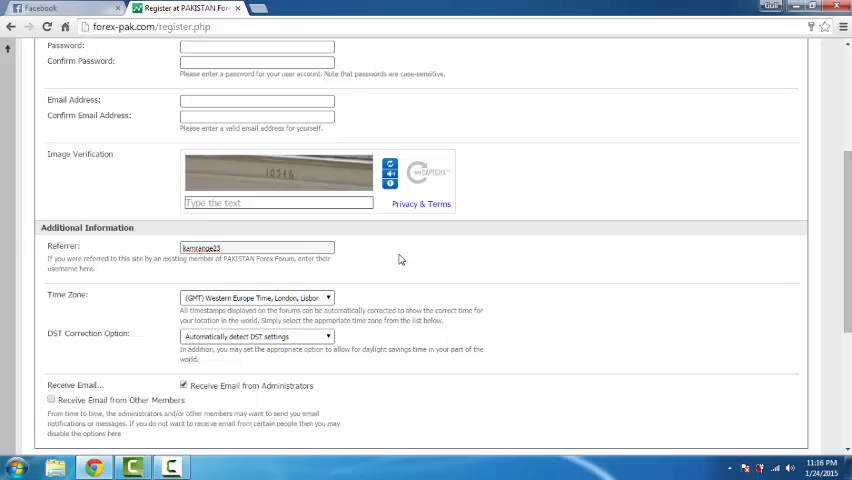 Facebook
Register at PAKISTAN For
Gull
forex-pak.com/register.php
Password:
Confirm Password:
Please enter a password for your user account. Note that passwords are case-sensitive.
Email Address:
Confirm Email Address:
Please enter a valid email address for yourself.
Image Verification
10546
CAPTCHA
Type the text
Privacy & Terms
Additional Information
Referrer:
kamrange23
If you were referred to this site by an existing member of PAKISTAN Forex Forum, enter their
username here.
Time Zone:
(GMT) Western Europe Time, London, Lisbor
All timestamps displayed on the forums can be automatically corrected to show the correct time for
your location in the world. Simply select the appropriate time zone from the list below.
DST Correction Option:
Automatically detect DST settings
In addition, you may set the appropriate option to allow for daylight savings time in your part of the
world.
Receive Email...
Receive Email from Administrators
Receive Email from Other Members
From time to time, the administrators and/or other members may want to send you email
notifications or messages. If you do not want to receive email from certain people then you may
disable the options here
11:16 PM
1/24/2015